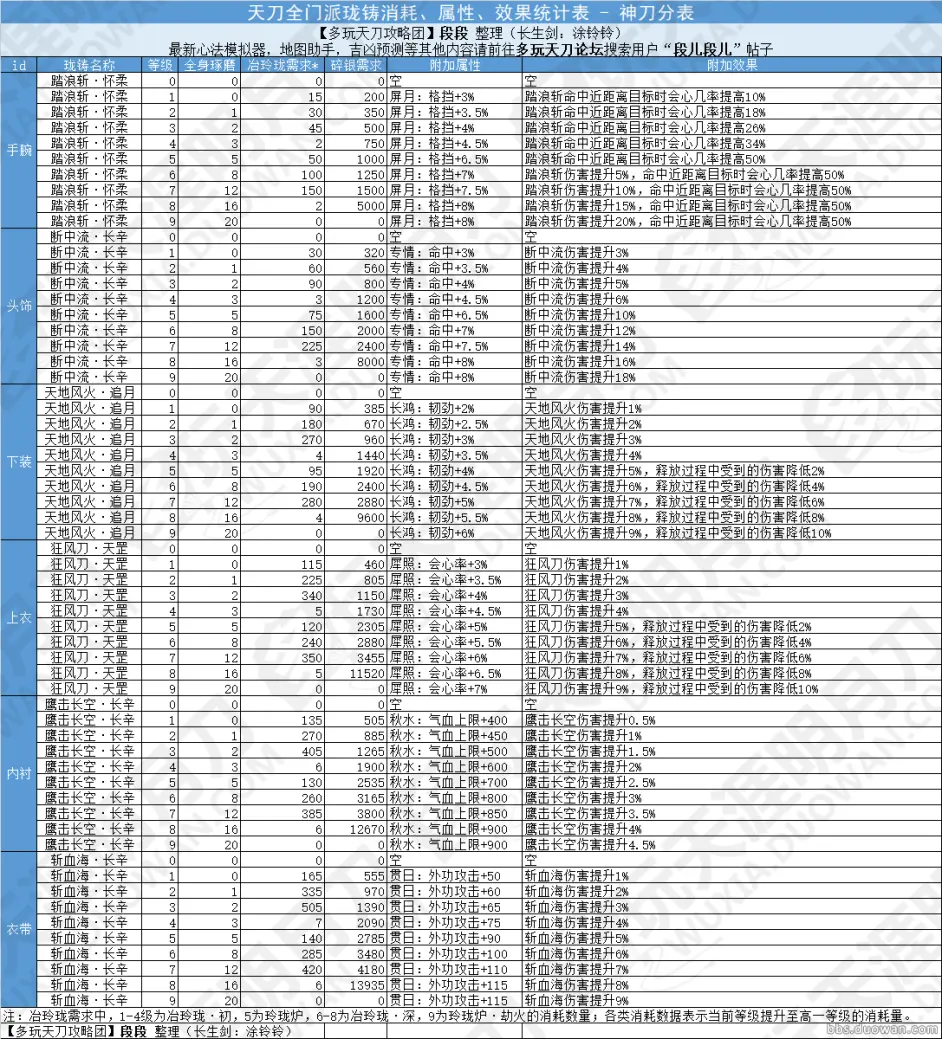 天刀全门派珑铸消耗、属性、效果统计表 - 神刀分表
【多玩天刀攻略团】段段 整理（长生剑：涂铃铃）
最新心法模拟器，地图助手，吉凶预测等其他内容请前往多玩天刀论坛搜索用户“段儿段儿”帖子
id 珑铸名称 等级 全身琢磨 冶玲珑需求* 碎银需求 附加属性 附加效果
手腕
踏浪斩·怀柔 0 0 0 0 空 空
踏浪斩·怀柔 1 0 15 200 屏月：格挡+3% 踏浪斩命中近距离目标时会心几率提高10%
踏浪斩·怀柔 2 1 30 350 屏月：格挡+3.5% 踏浪斩命中近距离目标时会心几率提高18%
踏浪斩·怀柔 3 2 45 500 屏月：格挡+4% 踏浪斩命中近距离目标时会心几率提高26%
踏浪斩·怀柔 4 3 2 750 屏月：格挡+4.5% 踏浪斩命中近距离目标时会心几率提高34%
踏浪斩·怀柔 5 5 50 1000 屏月：格挡+6.5% 踏浪斩命中近距离目标时会心几率提高50%
踏浪斩·怀柔 6 8 100 1250 屏月：格挡+7% 踏浪斩伤害提升5%，命中近距离目标时会心几率提高50%
踏浪斩·怀柔 7 12 150 1500 屏月：格挡+7.5% 踏浪斩伤害提升10%，命中近距离目标时会心几率提高50%
踏浪斩·怀柔 8 16 2 5000 屏月：格挡+8% 踏浪斩伤害提升15%，命中近距离目标时会心几率提高50%
踏浪斩·怀柔 9 20 0 0 屏月：格挡+8% 踏浪斩伤害提升20%，命中近距离目标时会心几率提高50%
头饰
断中流·长辛 0 0 0 0 空 空
断中流·长辛 1 0 30 320 专情：命中+3% 断中流伤害提升3%
断中流·长辛 2 1 60 560 专情：命中+3.5% 断中流伤害提升4%
断中流·长辛 3 2 90 800 专情：命中+4% 断中流伤害提升5%
断中流·长辛 4 3 3 1200 专情：命中+4.5% 断中流伤害提升6%
断中流·长辛 5 5 75 1600 专情：命中+6.5% 断中流伤害提升10%
断中流·长辛 6 8 150 2000 专情：命中+7% 断中流伤害提升12%
断中流·长辛 7 12 225 2400 专情：命中+7.5% 断中流伤害提升14%
断中流·长辛 8 16 3 8000 专情：命中+8% 断中流伤害提升16%
断中流·长辛 9 20 0 0 专情：命中+8% 断中流伤害提升18%
下装
天地风火·追月 0 0 0 0 空 空
天地风火·追月 1 0 90 385 长鸿：韧劲+2% 天地风火伤害提升1%
天地风火·追月 2 1 180 670 长鸿：韧劲+2.5% 天地风火伤害提升2%
天地风火·追月 3 2 270 960 长鸿：韧劲+3% 天地风火伤害提升3%
天地风火·追月 4 3 4 1440 长鸿：韧劲+3.5% 天地风火伤害提升4%
天地风火·追月 5 5 95 1920 长鸿：韧劲+4% 天地风火伤害提升5%，释放过程中受到的伤害降低2%
天地风火·追月 6 8 190 2400 长鸿：韧劲+4.5% 天地风火伤害提升6%，释放过程中受到的伤害降低4%
天地风火·追月 7 12 280 2880 长鸿：韧劲+5% 天地风火伤害提升7%，释放过程中受到的伤害降低6%
天地风火·追月 8 16 4 9600 长鸿：韧劲+5.5% 天地风火伤害提升8%，释放过程中受到的伤害降低8%
天地风火·追月 9 20 0 0 长鸿：韧劲+6% 天地风火伤害提升9%，释放过程中受到的伤害降低10%
上衣
狂风刀·天罡 0 0 0 0 空 空
狂风刀·天罡 1 0 115 460 犀照：会心率+3% 狂风刀伤害提升1%
狂风刀·天罡 2 1 225 805 犀照：会心率+3.5% 狂风刀伤害提升2%
狂风刀·天罡 3 2 340 1150 犀照：会心率+4% 狂风刀伤害提升3%
狂风刀·天罡 4 3 5 1730 犀照：会心率+4.5% 狂风刀伤害提升4%
狂风刀·天罡 5 5 120 2305 犀照：会心率+5% 狂风刀伤害提升5%，释放过程中受到的伤害降低2%
狂风刀·天罡 6 8 240 2880 犀照：会心率+5.5% 狂风刀伤害提升6%，释放过程中受到的伤害降低4%
狂风刀·天罡 7 12 350 3455 犀照：会心率+6% 狂风刀伤害提升7%，释放过程中受到的伤害降低6%
狂风刀·天罡 8 16 5 11520 犀照：会心率+6.5% 狂风刀伤害提升8%，释放过程中受到的伤害降低8%
狂风刀·天罡 9 20 0 0 犀照：会心率+7% 狂风刀伤害提升9%，释放过程中受到的伤害降低10%
内衬
鹰击长空·长辛 0 0 0 0 空 空
鹰击长空·长辛 1 0 135 505 秋水：气血上限+400 鹰击长空伤害提升0.5%
鹰击长空·长辛 2 1 270 885 秋水：气血上限+450 鹰击长空伤害提升1%
鹰击长空·长辛 3 2 405 1265 秋水：气血上限+500 鹰击长空伤害提升1.5%
鹰击长空·长辛 4 3 6 1900 秋水：气血上限+600 鹰击长空伤害提升2%
鹰击长空·长辛 5 5 130 2535 秋水：气血上限+700 鹰击长空伤害提升2.5%
鹰击长空·长辛 6 8 260 3165 秋水：气血上限+800 鹰击长空伤害提升3%
鹰击长空·长辛 7 12 385 3800 秋水：气血上限+850 鹰击长空伤害提升3.5%
鹰击长空·长辛 8 16 6 12670 秋水：气血上限+900 鹰击长空伤害提升4%
鹰击长空·长辛 9 20 0 0 秋水：气血上限+900 鹰击长空伤害提升4.5%
衣带
斩血海·长辛 0 0 0 0 空 空
斩血海·长辛 1 0 165 555 贯日：外功攻击+50 斩血海伤害提升1%
斩血海·长辛 2 1 335 970 贯日：外功攻击+60 斩血海伤害提升2%
斩血海·长辛 3 2 505 1390 贯日：外功攻击+65 斩血海伤害提升3%
斩血海·长辛 4 3 7 2090 贯日：外功攻击+75 斩血海伤害提升4%
斩血海·长辛 5 5 140 2785 贯日：外功攻击+90 斩血海伤害提升5%
斩血海·长辛 6 8 285 3480 贯日：外功攻击+100 斩血海伤害提升6%
斩血海·长辛 7 12 420 4180 贯日：外功攻击+110 斩血海伤害提升7%
斩血海·长辛 8 16 6 13935 贯日：外功攻击+115 斩血海伤害提升8%
斩血海·长辛 9 20 0 0 贯日：外功攻击+115 斩血海伤害提升9%
注：冶玲珑需求中，1-4级为冶玲珑·初，5为玲珑炉，6-8为冶玲珑·深，9为玲珑炉·劫火的消耗数量；各类消耗数据表示当前等级提升至高一等级的消耗量。
【多玩天刀攻略团】段段 整理（长生剑：涂铃铃）
bbs.duowan.com